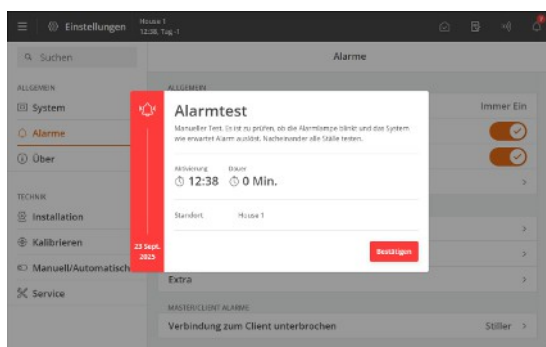 Einstellungen
House 1
12:38, Tag -1
Suchen
Alarme
ALLGEMEIN
System
Alarme
Über
TECHNIK
Installation
Kalibrieren
Manuell/Automatisch
Service
ALLGEMEIN
Immer Ein
Alarmtest
Manueller Test. Es ist zu prüfen, ob die Alarmlampe blinkt und das System
wie erwartet Alarm auslöst. Nacheinander alle Ställe testen.
Aktivierung
Dauer
12:38
0 Min.
Standort
House 1
23 Sept.
2025
Bestätigen
Extra
MASTER/CLIENT ALARME
Verbindung zum Client unterbrochen
Stiller